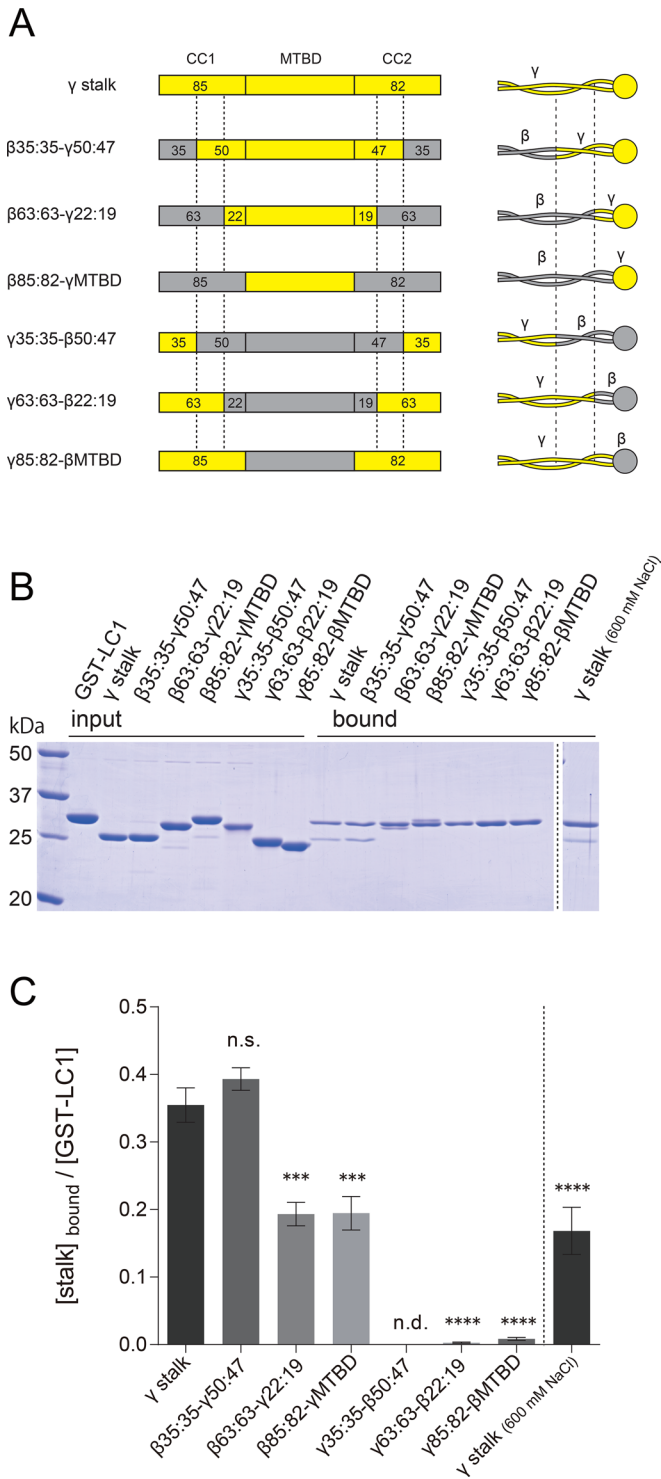 A
CC1 MTBD CC2
γ stalk 85 82 γ
β35:35-γ50:47 35 50 47 35 β γ
β63:63-γ22:19 63 22 19 63 β γ
β85:82-γMTBD 85 82 β γ
γ35:35-β50:47 35 50 47 35 γ β
γ63:63-β22:19 63 22 19 63 γ β
γ85:82-βMTBD 85 82 γ β
B
GST-LC1
γ stalk
β35:35-γ50:47
β63:63-γ22:19
β85:82-γMTBD
γ35:35-β50:47
γ63:63-β22:19
γ85:82-βMTBD
γ stalk
β35:35-γ50:47
β63:63-γ22:19
β85:82-γMTBD
γ35:35-β50:47
γ63:63-β22:19
γ85:82-βMTBD
γ stalk (600 mM NaCl)
kDa input bound
50
37
25
20
C
[stalk] bound / [GST-LC1]
0.5
0.4
0.3
0.2
0.1
0.0
n.s.
*** ***
n.d. **** ****
****
γ stalk
β35:35-γ50:47
β63:63-γ22:19
β85:82-γMTBD
γ35:35-β50:47
γ63:63-β22:19
γ85:82-βMTBD
γ stalk (600 mM NaCl)